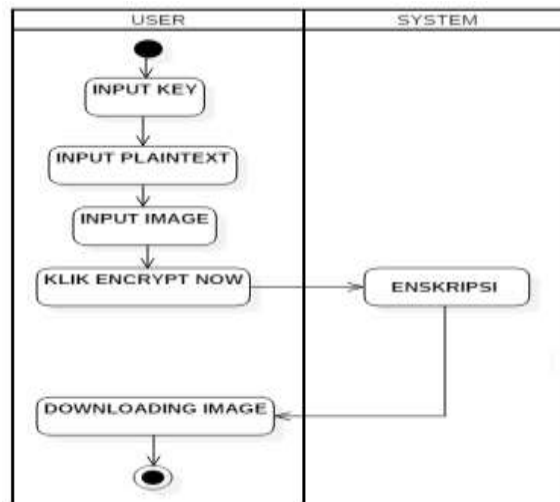 USER SYSTEM
INPUT KEY
INPUT PLAINTEXT
INPUT IMAGE
KLIK ENCRYPT NOW
ENSKRIPSI
DOWNLOADING IMAGE